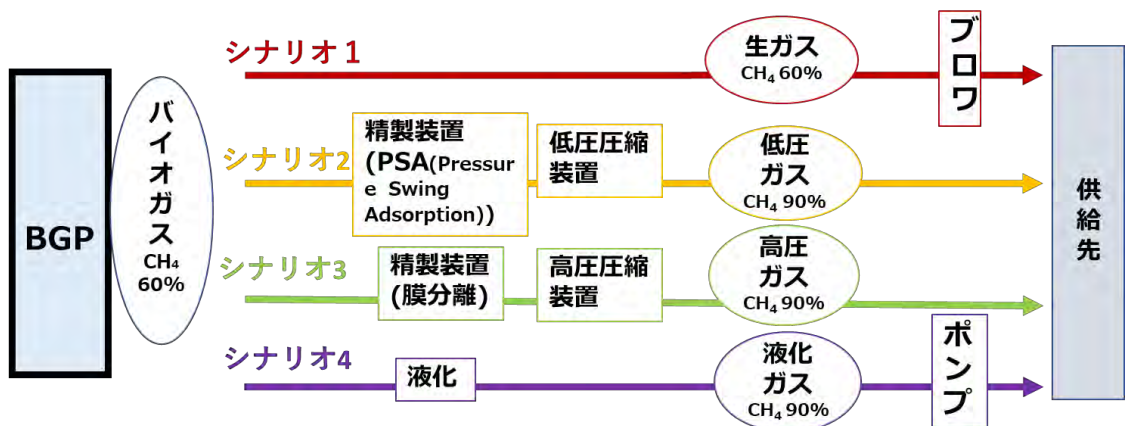 BGP
バイオガス
CH₄
60%
シナリオ1
生ガス
CH₄ 60%
ブロワ
シナリオ2
精製装置
(PSA(Pressur
e Swing
Adsorption))
低圧圧縮
装置
低圧
ガス
CH₄ 90%
シナリオ3
精製装置
(膜分離)
高圧圧縮
装置
高圧
ガス
CH₄ 90%
シナリオ4
液化
液化
ガス
CH₄ 90%
ポンプ
供給先